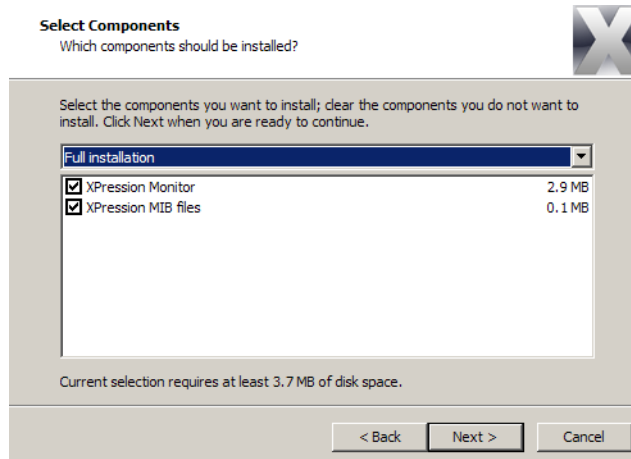 Select Components
Which components should be installed?
Select the components you want to install; clear the components you do not want to
install. Click Next when you are ready to continue.
Full installation
XPression Monitor 2.9 MB
XPression MIB files 0.1 MB
Current selection requires at least 3.7 MB of disk space.
< Back Next > Cancel